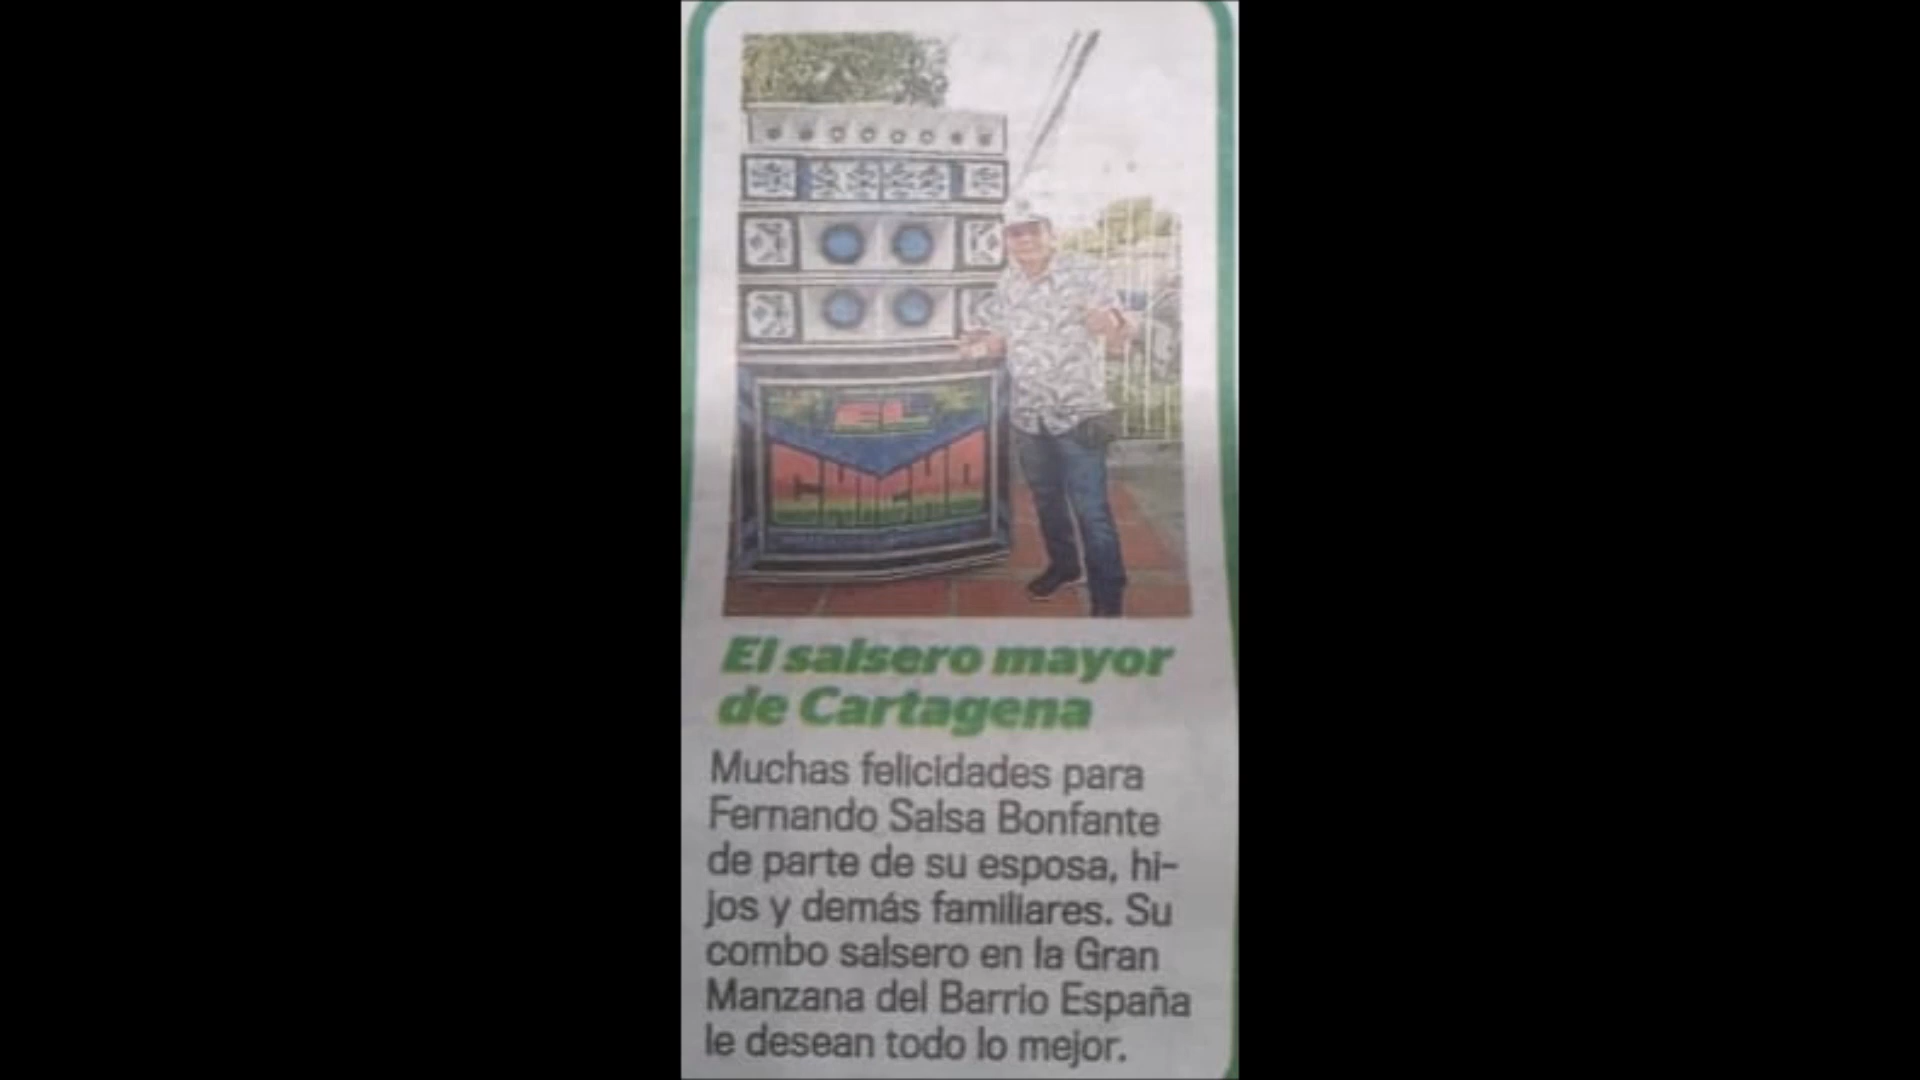 EL
El salsero mayor
de Cartagena
Muchas felicidades para
Fernando Salsa Bonfante
de parte de su esposa, hi-
jos y demás familiares. Su
combo salsero en la Gran
Manzana del Barrio España
le desean todo lo mejor.